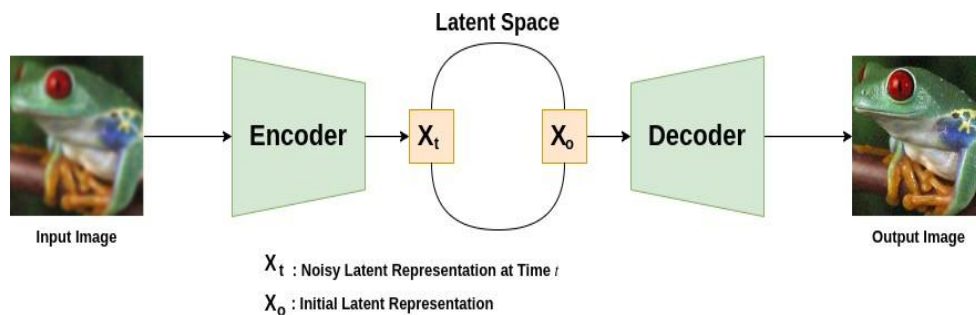 Latent Space
Encoder
Xt
Xo
Decoder
Input Image
Output Image
Xt : Noisy Latent Representation at Time t
Xo : Initial Latent Representation